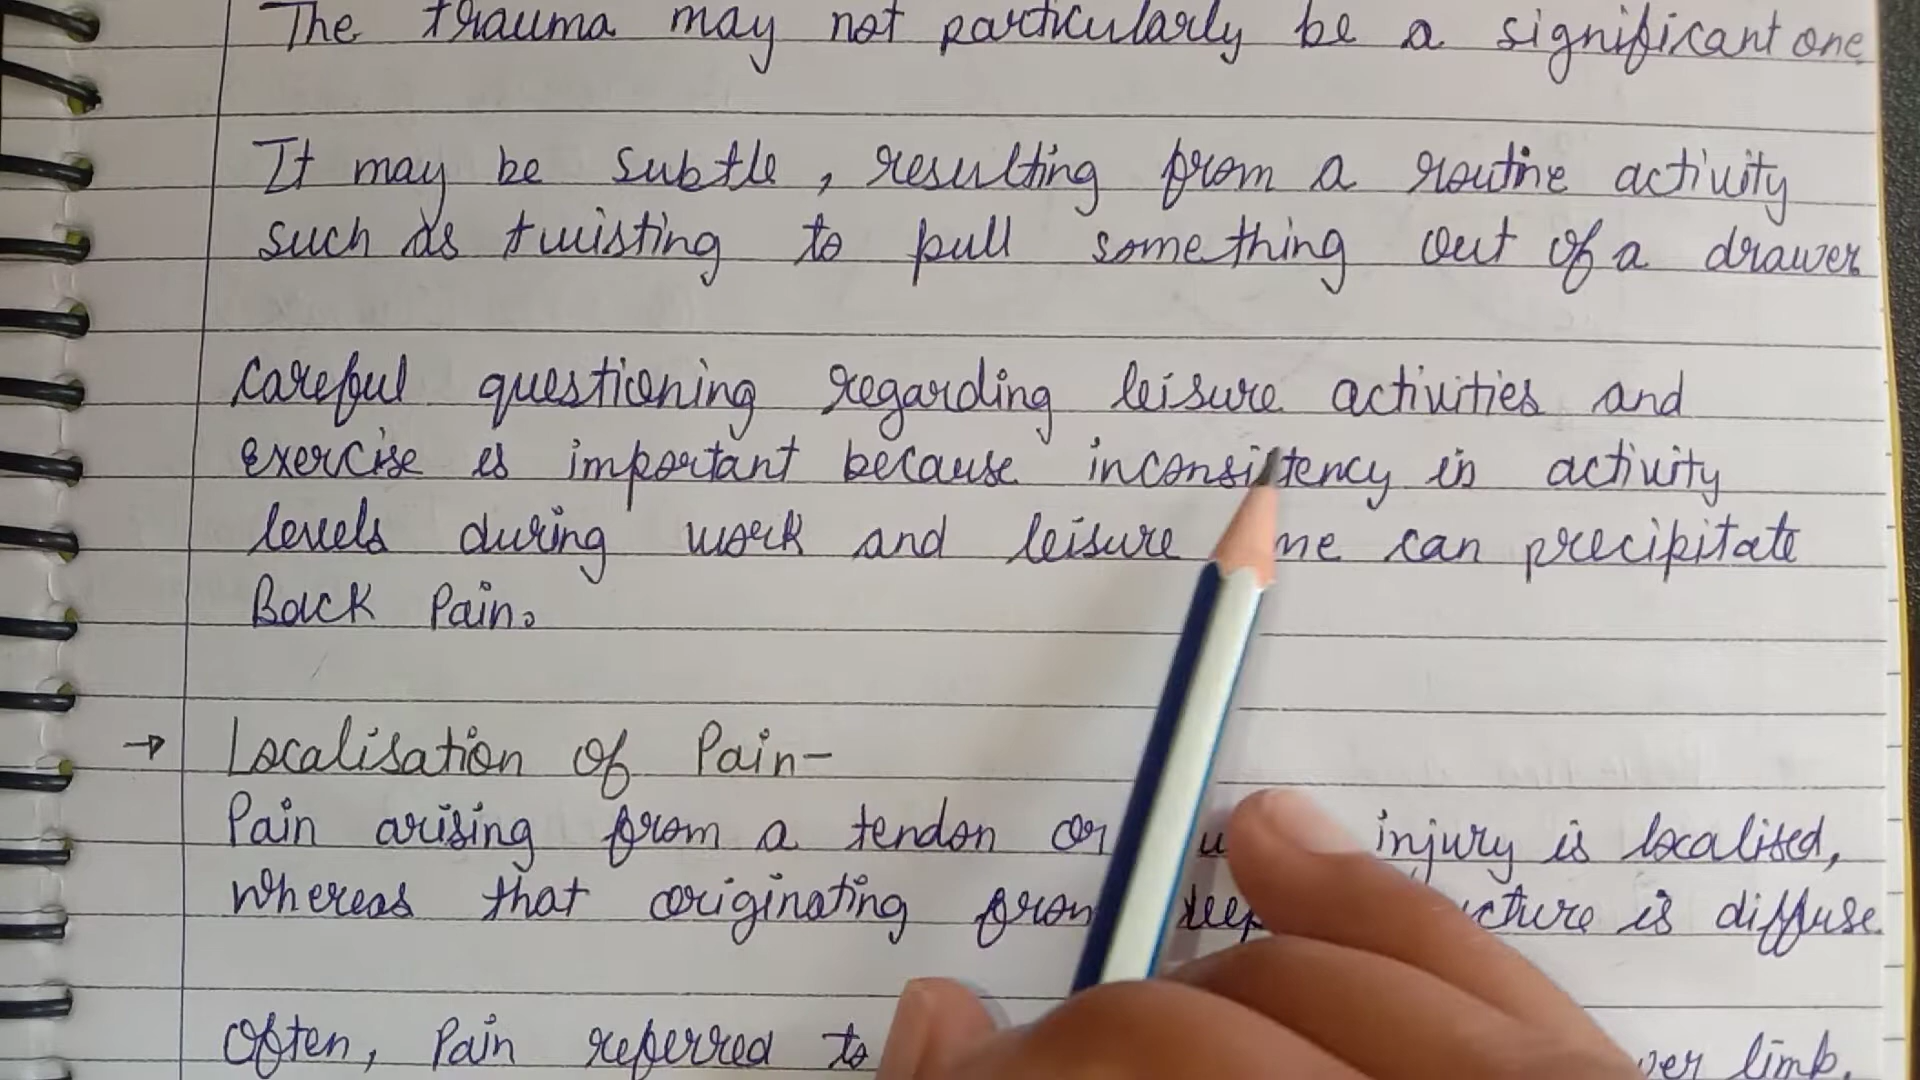 The trauma may not particularly be a significant one
It may be subtle, resulting from a routine activity
such as twisting to pull something out of a drawer
Careful questioning regarding leisure activities and
exercise is important because inconsistency in activity
levels during work and leisure can precipitate
Back Pain.
→ Localisation of Pain-
Pain arising from a tendon or injury is localised,
whereas that originating from is diffuse
Often, Pain referred to limb.